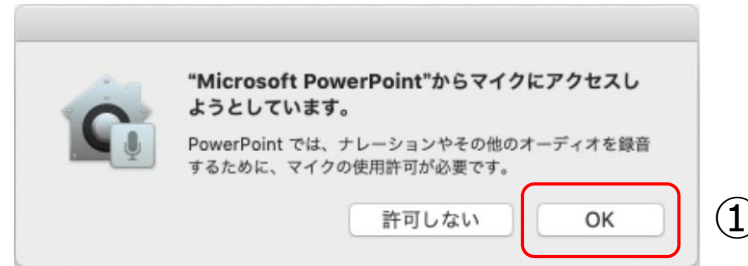 "Microsoft PowerPoint"からマイクにアクセスし
ようとしています。
PowerPoint では、ナレーションやその他のオーディオを録音
するために、マイクの使用許可が必要です。
許可しない
OK
①